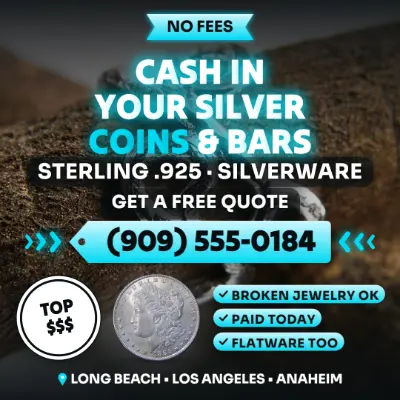 NO FEES
CASH IN
YOUR SILVER
COINS & BARS
STERLING .925 • SILVERWARE
GET A FREE QUOTE
(909) 555-0184
TOP
$$$
BROKEN JEWELRY OK
PAID TODAY
FLATWARE TOO
LONG BEACH • LOS ANGELES • ANAHEIM